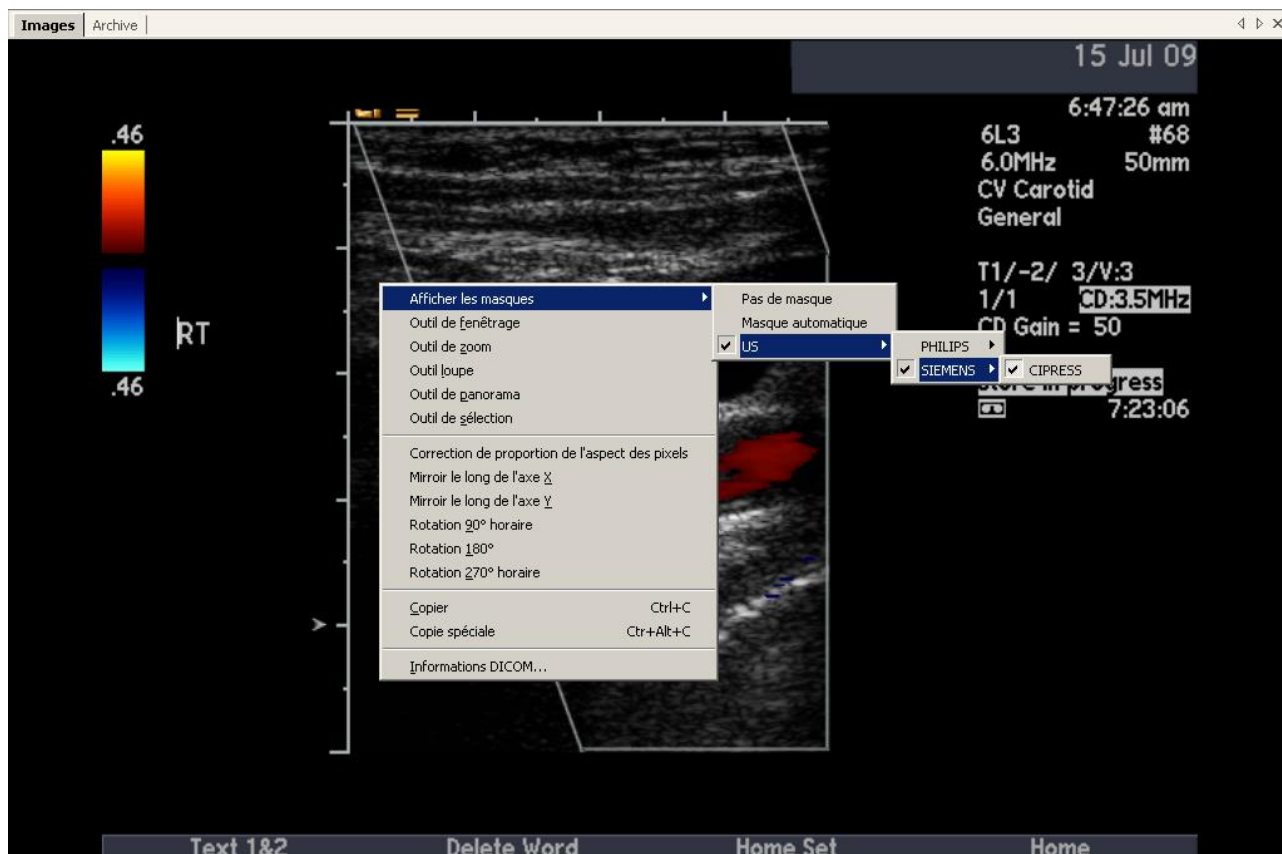 Images Archive
15 Jul 09
6:47:26 am
.46
6L3 #68
6.0MHz 50mm
CV Carotid
General
T1/-2/ 3/V:3
1/1 CD:3.5MHz
CD Gain = 50
RT
.46
7:23:06
Afficher les masques
Outil de fenêtrage
Outil de zoom
Outil loupe
Outil de panorama
Outil de sélection
Correction de proportion de l'aspect des pixels
Mirroir le long de l'axe X
Mirroir le long de l'axe Y
Rotation 90° horaire
Rotation 180°
Rotation 270° horaire
Copier Ctrl+C
Copie spéciale Ctr+Alt+C
Informations DICOM...
Pas de masque
Masque automatique
US
PHILIPS
SIEMENS
CIPRESS
Text 1&2 Delete Word Home Set Home